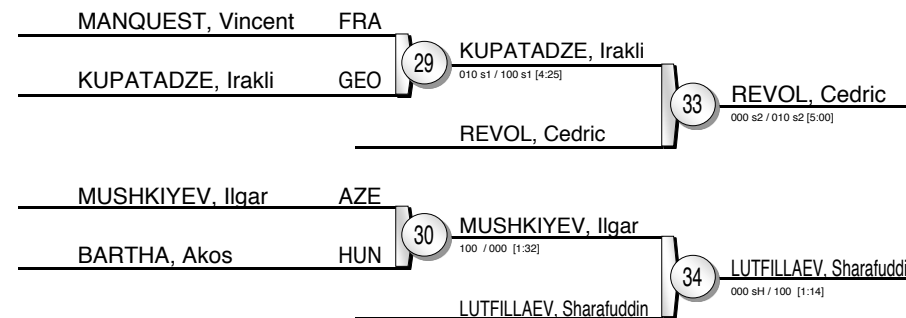 MANQUEST, Vincent FRA
KUPATADZE, Irakli GEO
29
KUPATADZE, Irakli
010 s1 / 100 s1 [4:25]
REVOL, Cedric
33
REVOL, Cedric
000 s2 / 010 s2 [5:00]
MUSHKIYEV, Ilgar AZE
BARTHA, Akos HUN
30
MUSHKIYEV, Ilgar
100 / 000 [1:32]
LUTFILLAEV, Sharafuddin
34
LUTFILLAEV, Sharafuddi
000 sH / 100 [1:14]